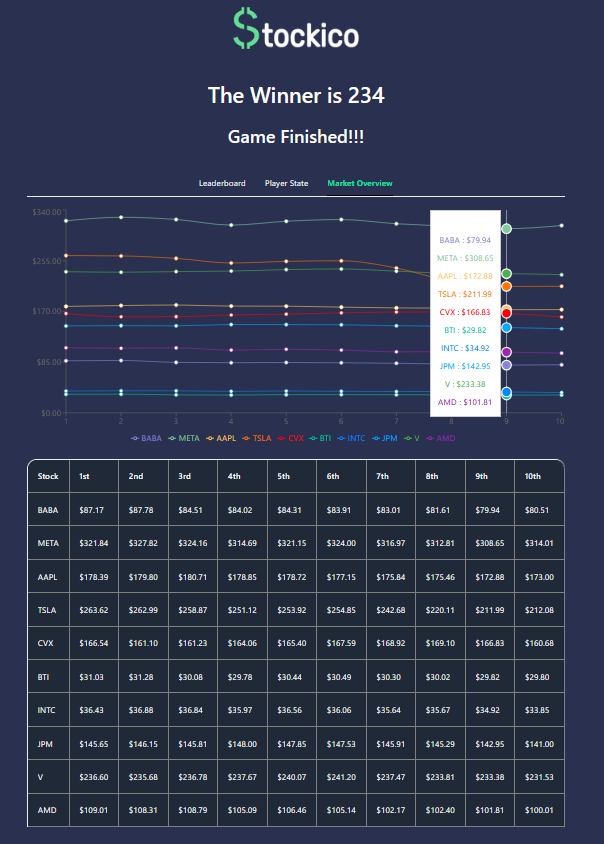 $tockico
The Winner is 234
Game Finished!!!
Leaderboard Player State Market Overview
$340.00
$255.00
$170.00
$85.00
$0.00
BABA : $79.94
META : $308.65
AAPL : $172.88
TSLA : $211.99
CVX : $166.83
BTI : $29.82
INTC : $34.92
JPM : $142.95
V : $233.38
AMD : $101.81
1 2 3 4 5 6 7 8 9 10
BABA META AAPL TSLA CVX BTI INTC JPM V AMD
Stock 1st 2nd 3rd 4th 5th 6th 7th 8th 9th 10th
BABA $87.17 $87.78 $84.51 $84.02 $84.31 $83.91 $83.01 $81.61 $79.94 $80.51
META $321.84 $327.82 $324.16 $314.69 $321.15 $324.00 $316.97 $312.81 $308.65 $314.01
AAPL $178.39 $179.80 $180.71 $178.85 $178.72 $177.15 $175.84 $175.46 $172.88 $173.00
TSLA $263.62 $262.99 $258.87 $251.12 $253.92 $254.85 $242.68 $220.11 $211.99 $212.08
CVX $166.54 $161.10 $161.23 $164.06 $165.40 $167.59 $168.92 $169.10 $166.83 $160.68
BTI $31.03 $31.28 $30.08 $29.78 $30.44 $30.49 $30.30 $30.02 $29.82 $29.80
INTC $36.43 $36.88 $36.84 $35.97 $36.56 $36.06 $35.64 $35.67 $34.92 $33.85
JPM $145.65 $146.15 $145.81 $148.00 $147.85 $147.53 $145.91 $145.29 $142.95 $141.00
V $236.60 $235.68 $236.78 $237.67 $240.07 $241.20 $237.47 $233.81 $233.38 $231.53
AMD $109.01 $108.31 $108.79 $105.09 $106.46 $105.14 $102.17 $102.40 $101.81 $100.01